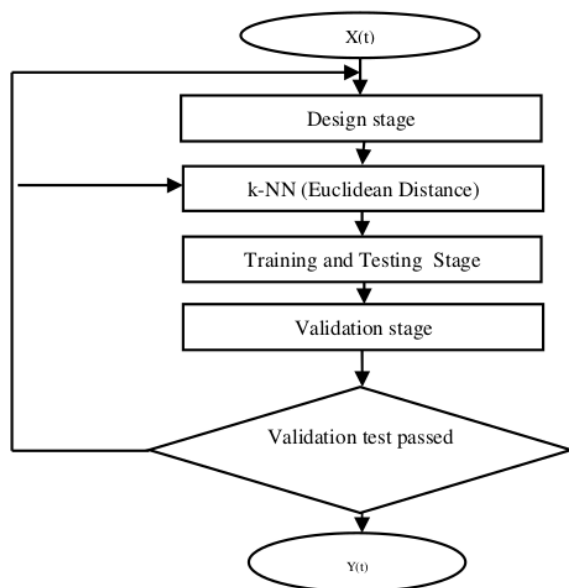 X(t)
Design stage
k-NN (Euclidean Distance)
Training and Testing Stage
Validation stage
Validation test passed
Y(t)